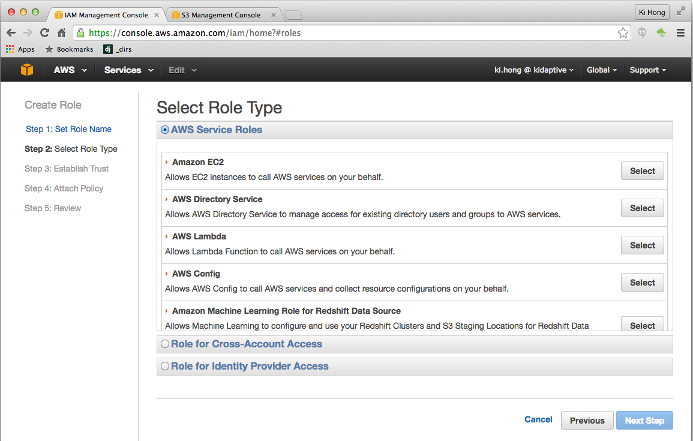 IAM Management Console
S3 Management Console
Ki Hong
https://console.aws.amazon.com/iam/home?#roles
Apps
Bookmarks
dj
_dirs
AWS
Services
Edit
ki.hong @ kidaptive
Global
Support
Create Role
Step 1: Set Role Name
Step 2: Select Role Type
Step 3: Establish Trust
Step 4: Attach Policy
Step 5: Review
Select Role Type
AWS Service Roles
Amazon EC2
Allows EC2 instances to call AWS services on your behalf.
Select
AWS Directory Service
Allows AWS Directory Service to manage access for existing directory users and groups to AWS services.
Select
AWS Lambda
Allows Lambda Function to call AWS services on your behalf.
Select
AWS Config
Allows AWS Config to call AWS services and collect resource configurations on your behalf.
Select
Amazon Machine Learning Role for Redshift Data Source
Allows Machine Learning to configure and use your Redshift Clusters and S3 Staging Locations for Redshift Data
Select
Role for Cross-Account Access
Role for Identity Provider Access
Cancel
Previous
Next Step